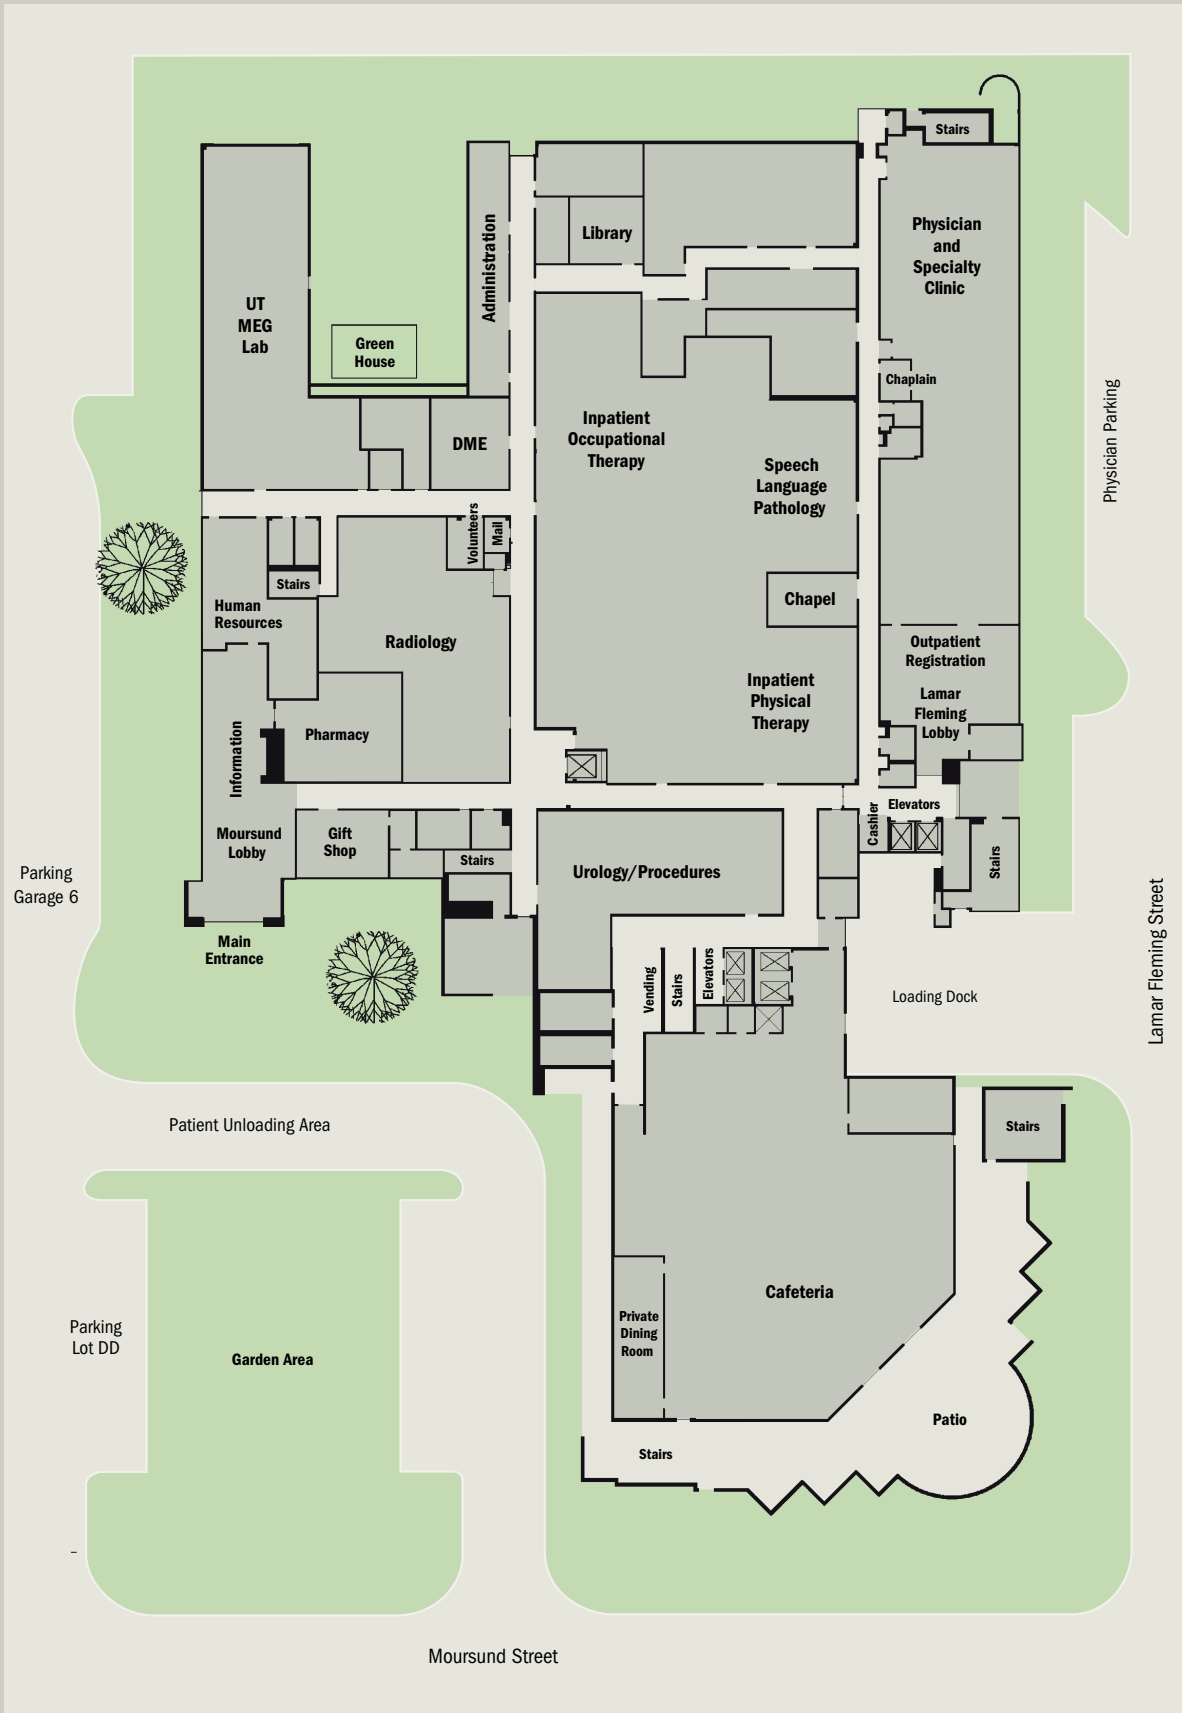 Stairs
Physician
and
Specialty
Clinic
Administration
Library
UT
MEG
Lab
Green
House
Chaplain
Physician Parking
Inpatient
Occupational
Therapy
DME
Speech
Language
Pathology
Volunteers
Mail
Stairs
Human
Resources
Chapel
Radiology
Outpatient
Registration
Inpatient
Physical
Therapy
Lamar
Fleming
Lobby
Pharmacy
Information
Elevators
Cashier
Moursund
Lobby
Gift
Shop
Stairs
Stairs
Urology/Procedures
Parking
Garage 6
Main
Entrance
Vending
Stairs
Elevators
Loading Dock
Lamar Fleming Street
Patient Unloading Area
Stairs
Cafeteria
Private
Dining
Room
Parking
Lot DD
Garden Area
Patio
Stairs
–
Moursund Street